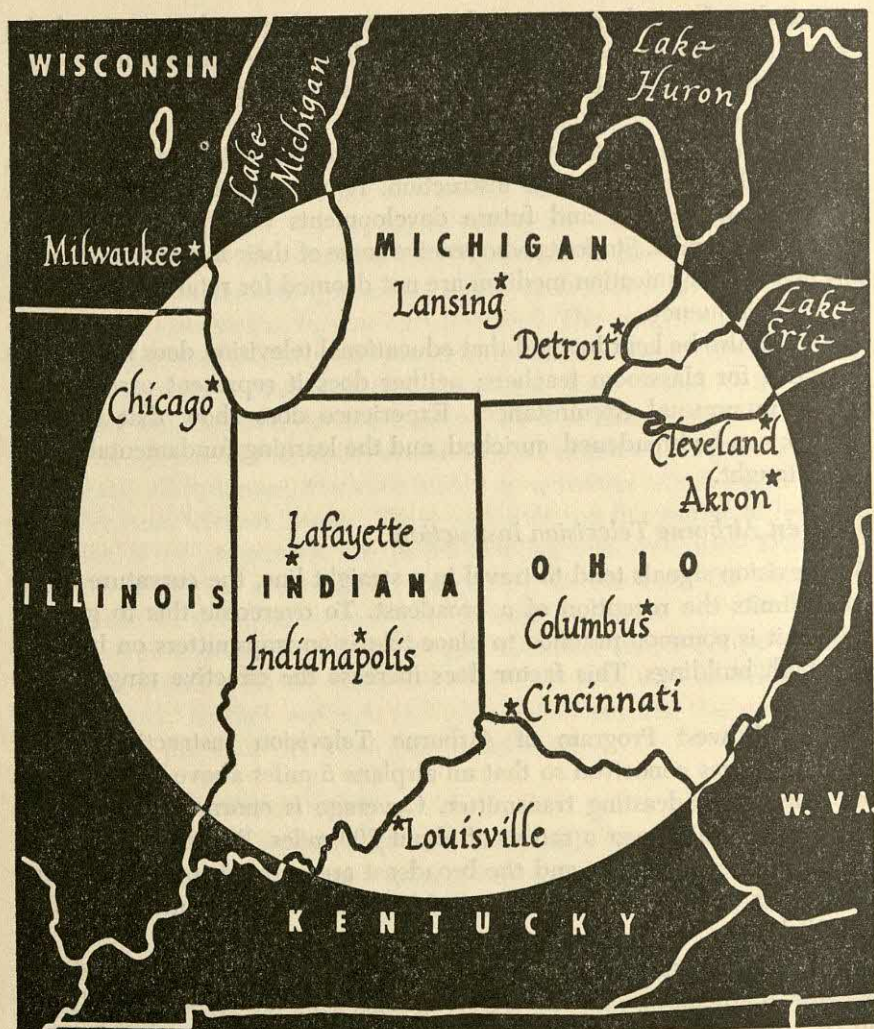 WISCONSIN
Lake
Michigan
Lake
Huron
Milwaukee
MICHIGAN
Lansing
Detroit
Lake
Erie
Chicago
Cleveland
Akron
Lafayette
ILLINOIS
INDIANA
OHIO
Indianapolis
Columbus
Cincinnati
W. VA.
Louisville
KENTUCKY